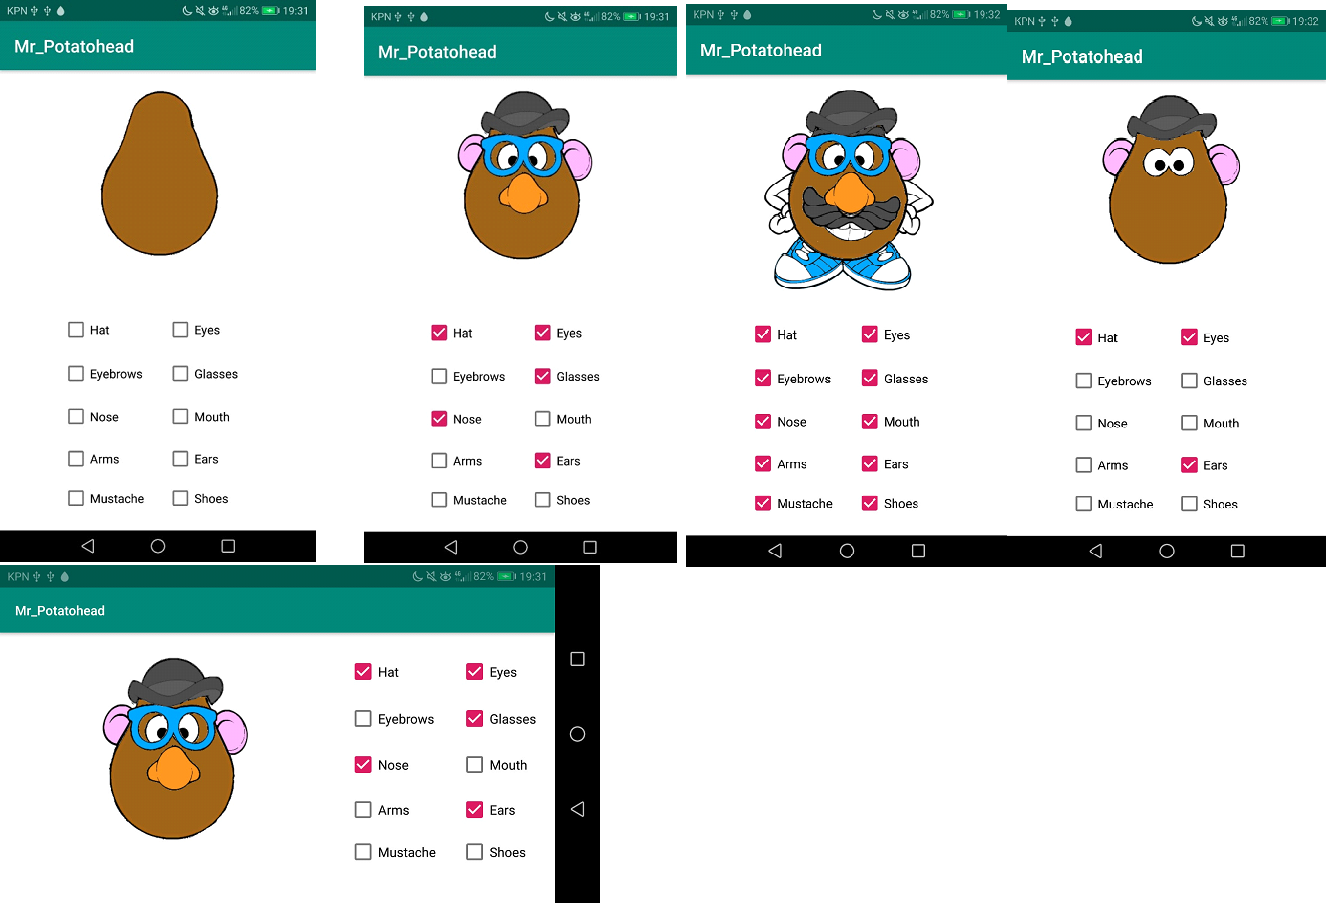 KPN 82% 19:31
Mr_Potatohead
Hat Eyes
Eyebrows Glasses
Nose Mouth
Arms Ears
Mustache Shoes
KPN 82% 19:31
Mr_Potatohead
Hat Eyes
Eyebrows Glasses
Nose Mouth
Arms Ears
Mustache Shoes
KPN 82% 19:32
Mr_Potatohead
Hat Eyes
Eyebrows Glasses
Nose Mouth
Arms Ears
Mustache Shoes
KPN 82% 19:32
Mr_Potatohead
Hat Eyes
Eyebrows Glasses
Nose Mouth
Arms Ears
Mustache Shoes
KPN 82% 19:31
Mr_Potatohead
Hat Eyes
Eyebrows Glasses
Nose Mouth
Arms Ears
Mustache Shoes